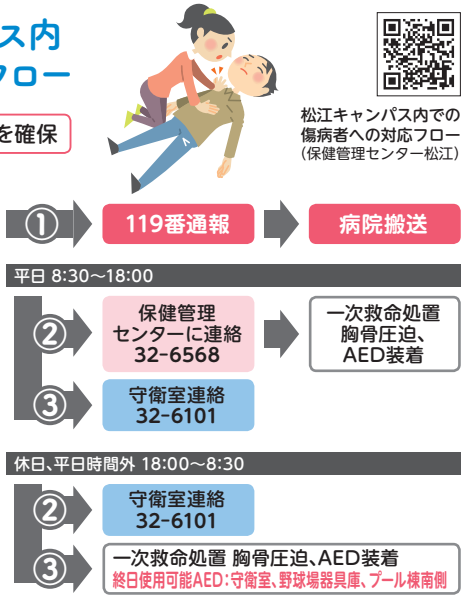 ス内
フロー
を確保
松江キャンパス内での
傷病者への対応フロー
(保健管理センター松江)
① 119番通報 病院搬送
平日 8:30～18:00
② 保健管理
センターに連絡
32-6568
一次救命処置
胸骨圧迫、
AED装着
③ 守衛室連絡
32-6101
休日、平日時間外 18:00～8:30
② 守衛室連絡
32-6101
③ 一次救命処置 胸骨圧迫、AED装着
終日使用可能AED：守衛室、野球場器具庫、プール棟南側